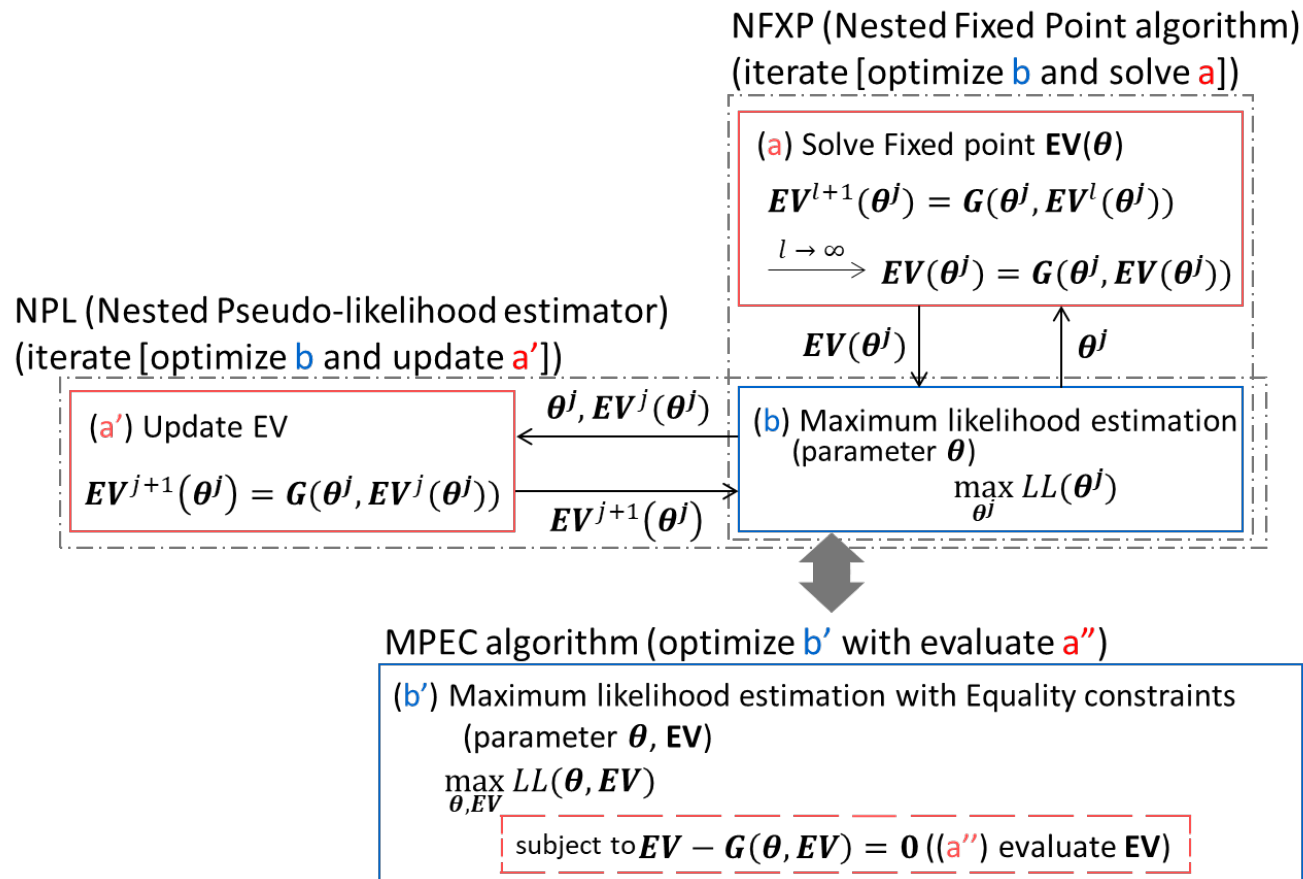 NFXP (Nested Fixed Point algorithm)
(iterate [optimize b and solve a])
(a) Solve Fixed point EV(θ)
EV^{l+1}(θ^j) = G(θ^j, EV^l(θ^j))
l → ∞
EV(θ^j) = G(θ^j, EV(θ^j))
EV(θ^j)
θ^j
NPL (Nested Pseudo-likelihood estimator)
(iterate [optimize b and update a’])
(a’) Update EV
EV^{j+1}(θ^j) = G(θ^j, EV^j(θ^j))
θ^j, EV^j(θ^j)
EV^{j+1}(θ^j)
(b) Maximum likelihood estimation
(parameter θ)
max LL(θ^j)
θ^j
MPEC algorithm (optimize b’ with evaluate a”)
(b’) Maximum likelihood estimation with Equality constraints
(parameter θ, EV)
max LL(θ, EV)
θ,EV
subject to EV − G(θ, EV) = 0 ((a’’) evaluate EV)